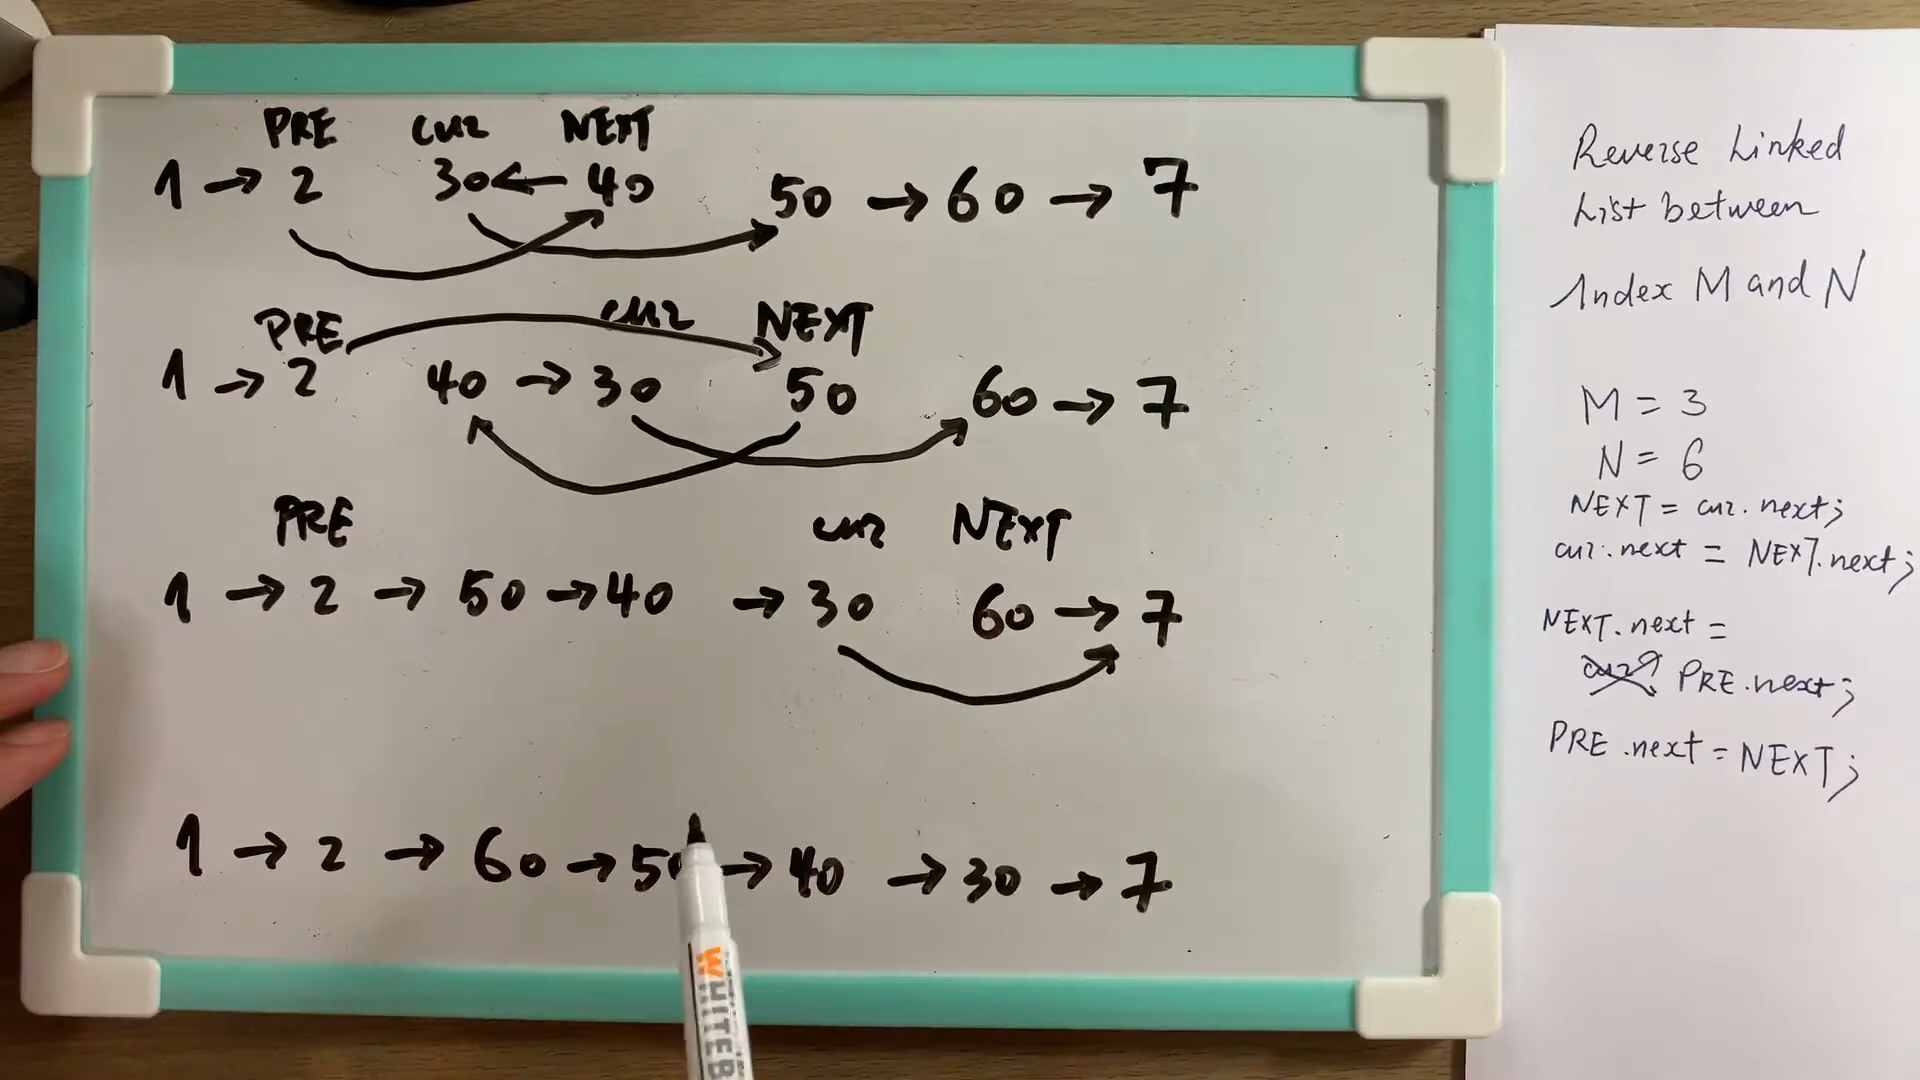 PRE cur NEXT
1 → 2 30 ← 40 50 → 60 → 7
PRE cur NEXT
1 → 2 40 → 30 50 60 → 7
PRE cur NEXT
1 → 2 → 50 → 40 → 30 60 → 7
1 → 2 → 60 → 50 → 40 → 30 → 7
WHITEB
Reverse Linked
List between
Index M and N
M = 3
N = 6
NEXT = cur.next;
cur.next = NEXT.next;
NEXT.next =
PRE.next;
PRE.next = NEXT;